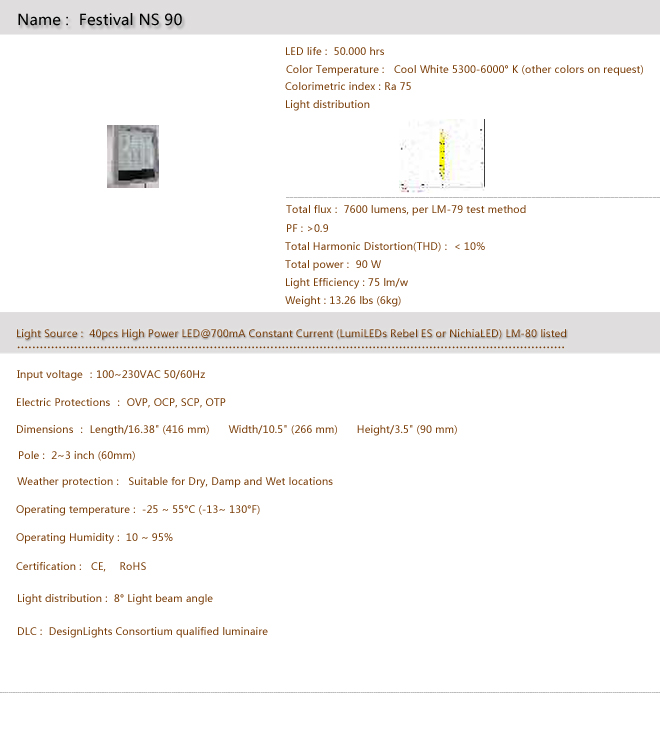 Name : Festival NS 90
LED life : 50.000 hrs
Color Temperature : Cool White 5300-6000° K (other colors on request)
Colorimetric index : Ra 75
Light distribution
Total flux : 7600 lumens, per LM-79 test method
PF : >0.9
Total Harmonic Distortion(THD) : < 10%
Total power : 90 W
Light Efficiency : 75 lm/w
Weight : 13.26 lbs (6kg)
Light Source : 40pcs High Power LED@700mA Constant Current (LumiLEDs Rebel ES or NichiaLED) LM-80 listed
Input voltage : 100~230VAC 50/60Hz
Electric Protections : OVP, OCP, SCP, OTP
Dimensions : Length/16.38" (416 mm) Width/10.5" (266 mm) Height/3.5" (90 mm)
Pole : 2~3 inch (60mm)
Weather protection : Suitable for Dry, Damp and Wet locations
Operating temperature : -25 ~ 55°C (-13~ 130°F)
Operating Humidity : 10 ~ 95%
Certification : CE, RoHS
Light distribution : 8° Light beam angle
DLC : DesignLights Consortium qualified luminaire